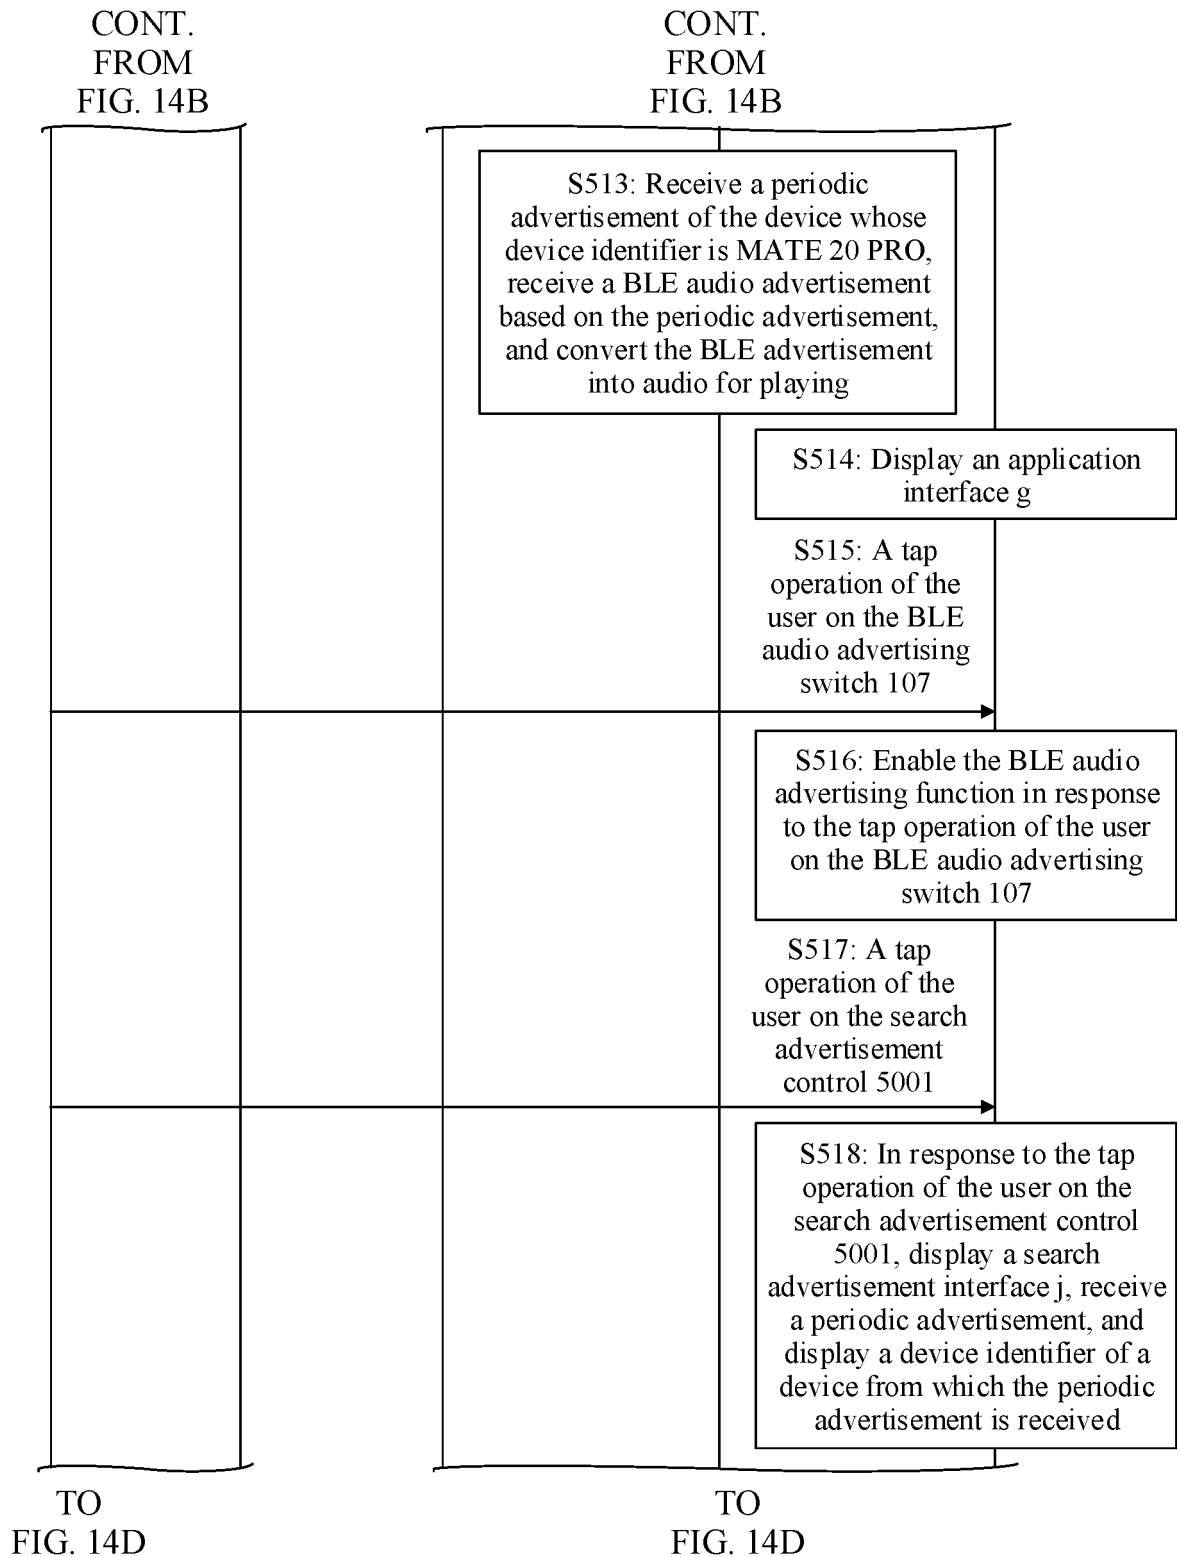 CONT.
FROM
FIG. 14B
CONT.
FROM
FIG. 14B
S513: Receive a periodic
advertisement of the device whose
device identifier is MATE 20 PRO,
receive a BLE audio advertisement
based on the periodic advertisement,
and convert the BLE advertisement
into audio for playing
S514: Display an application
interface g
S515: A tap
operation of the
user on the BLE
audio advertising
switch 107
S516: Enable the BLE audio
advertising function in response
to the tap operation of the user
on the BLE audio advertising
switch 107
S517: A tap
operation of the
user on the search
advertisement
control 5001
S518: In response to the tap
operation of the user on the
search advertisement control
5001, display a search
advertisement interface j, receive
a periodic advertisement, and
display a device identifier of a
device from which the periodic
advertisement is received
TO
FIG. 14D
TO
FIG. 14D